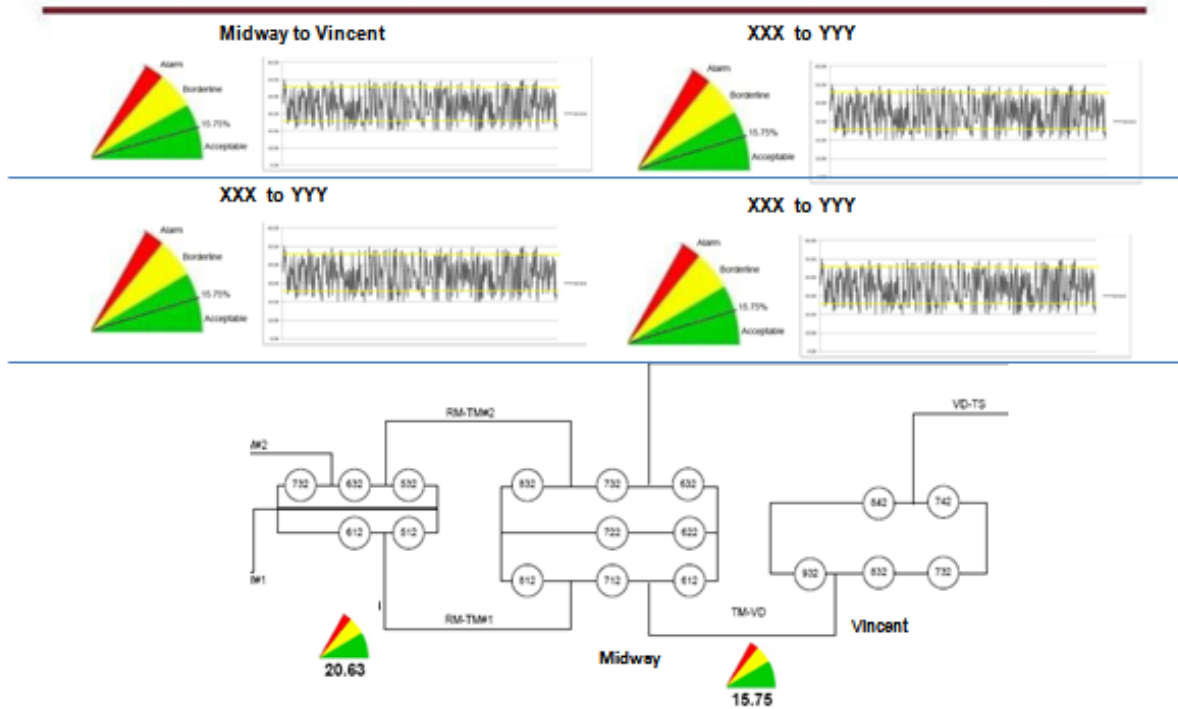 Midway to Vincent
Alarm
Borderline
15.75%
Acceptable
XXX to YYY
Alarm
Borderline
15.75%
Acceptable
XXX to YYY
Alarm
Borderline
15.75%
Acceptable
XXX to YYY
Alarm
Borderline
15.75%
Acceptable
RM-TM#2
VD-TS
#2
732 632 532
832 732 632
842 742
612 512
722 622
#1
812 712 612
932 832 732
RM-TM#1
TM-VD
Vincent
Midway
20.63
15.75